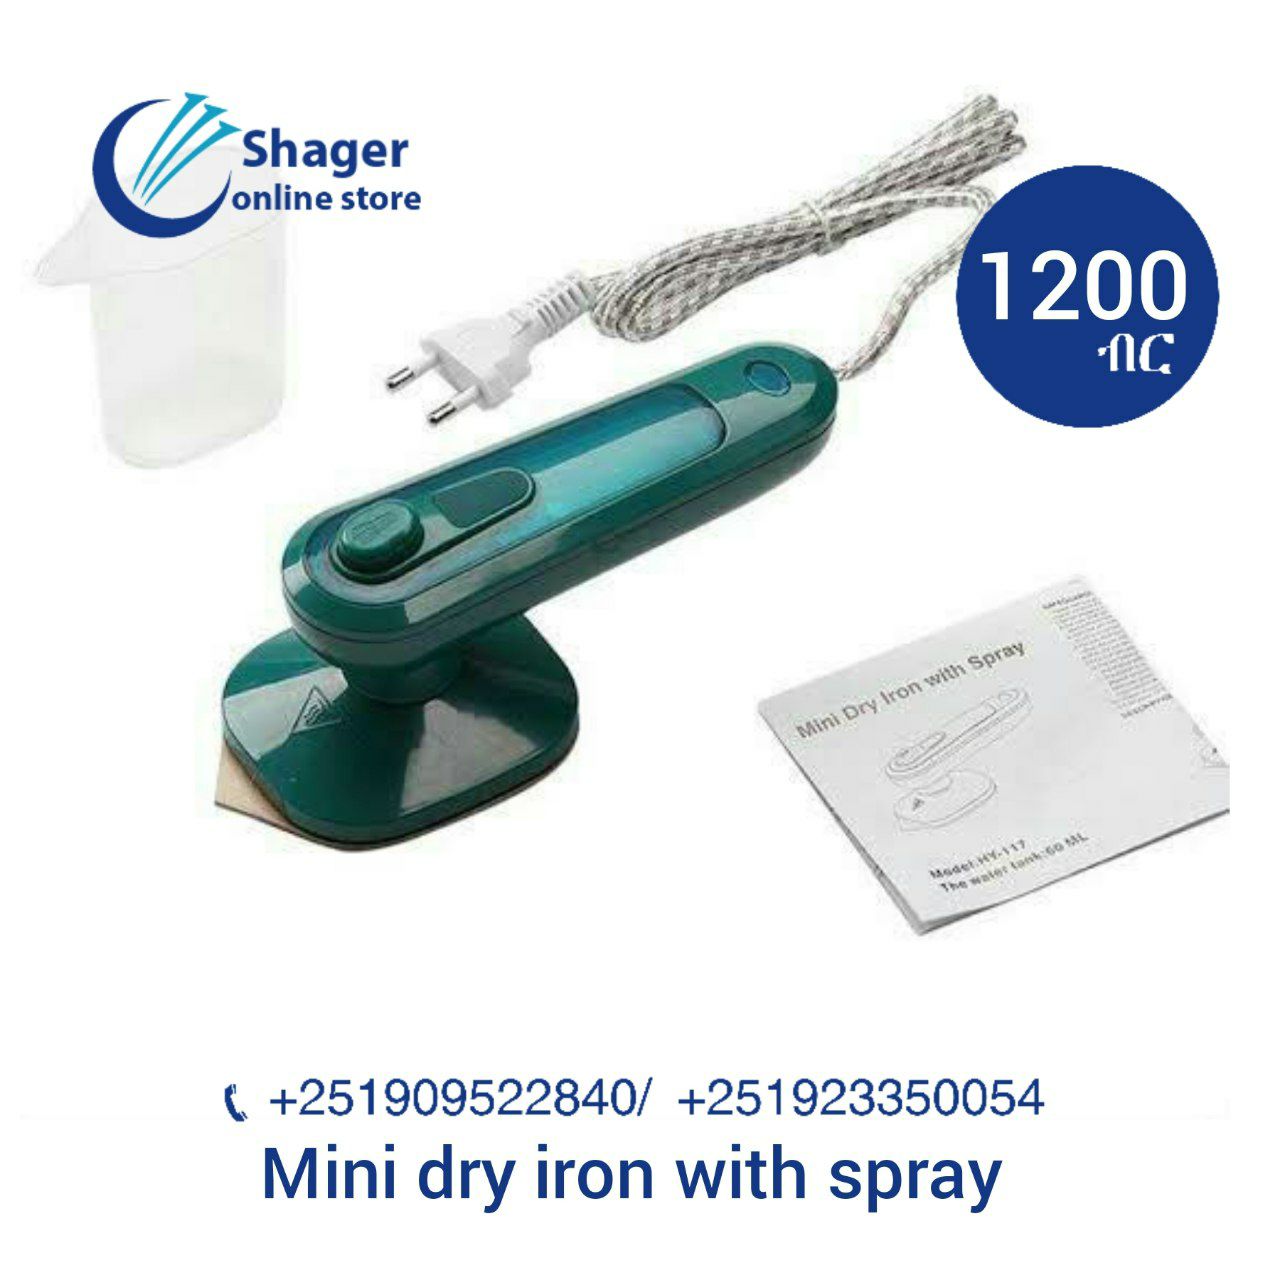 Shager
online store
1200
ብር
Mini Dry Iron with Spray
Model:HY-117
The water tank:60 ML
+251909522840/ +251923350054
Mini dry iron with spray